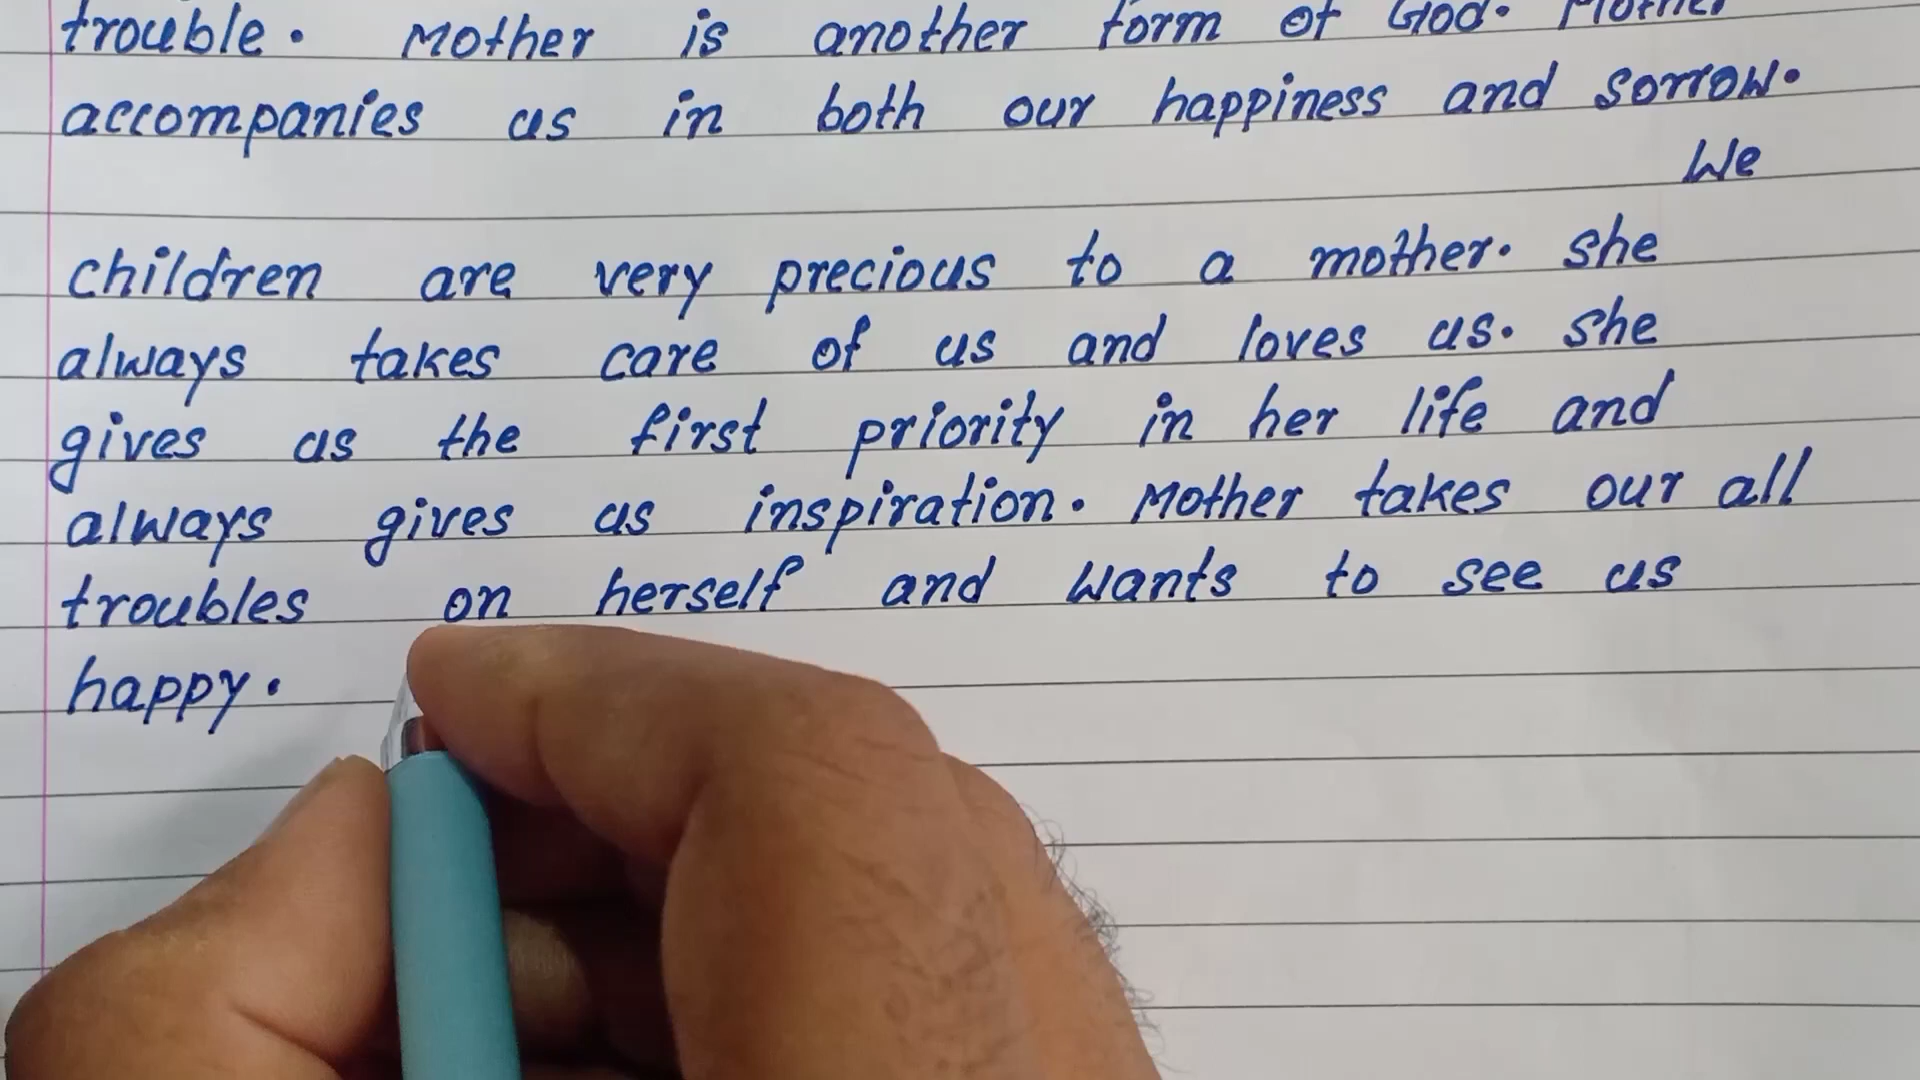 trouble. Mother is another form of God. Mother
accompanies us in both our happiness and sorrow.
We
children are very precious to a mother. she
always takes care of us and loves us. she
gives us the first priority in her life and
always gives us inspiration. Mother takes our all
troubles on herself and wants to see us
happy.